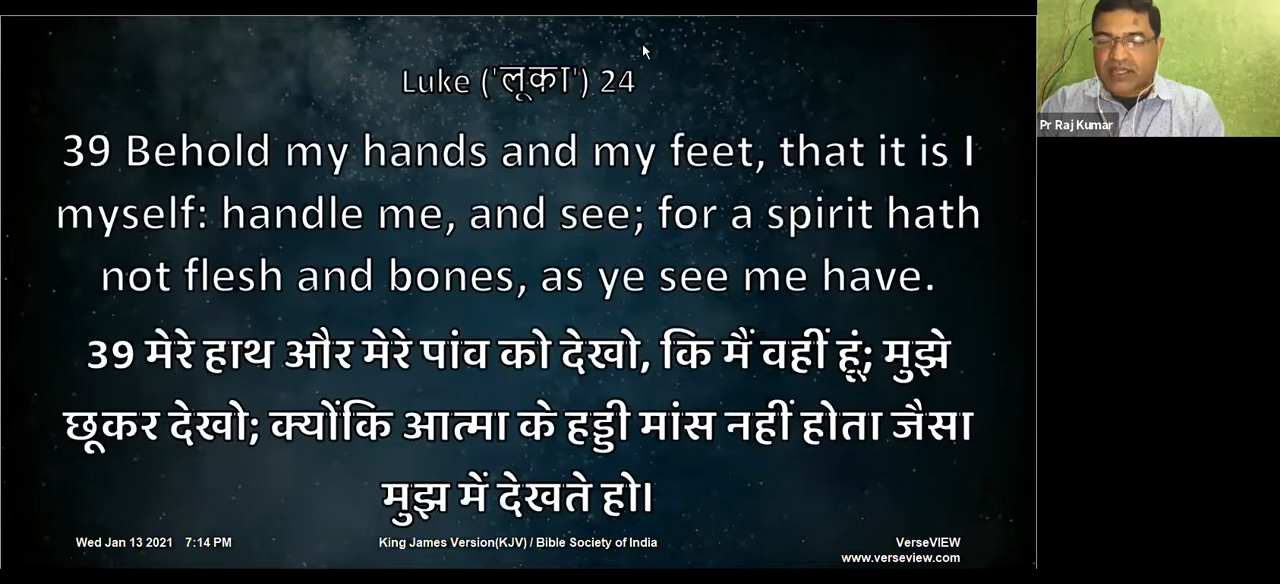 Luke ('लूका') 24
39 Behold my hands and my feet, that it is I
myself: handle me, and see; for a spirit hath
not flesh and bones, as ye see me have.
39 मेरे हाथ और मेरे पांव को देखो, कि मैं वहीं हूं; मुझे
छूकर देखो; क्योंकि आत्मा के हड्डी मांस नहीं होता जैसा
मुझ में देखते हो।
Wed Jan 13 2021 7:14 PM
King James Version(KJV) / Bible Society of India
VerseVIEW
www.verseview.com
Pr Raj Kumar